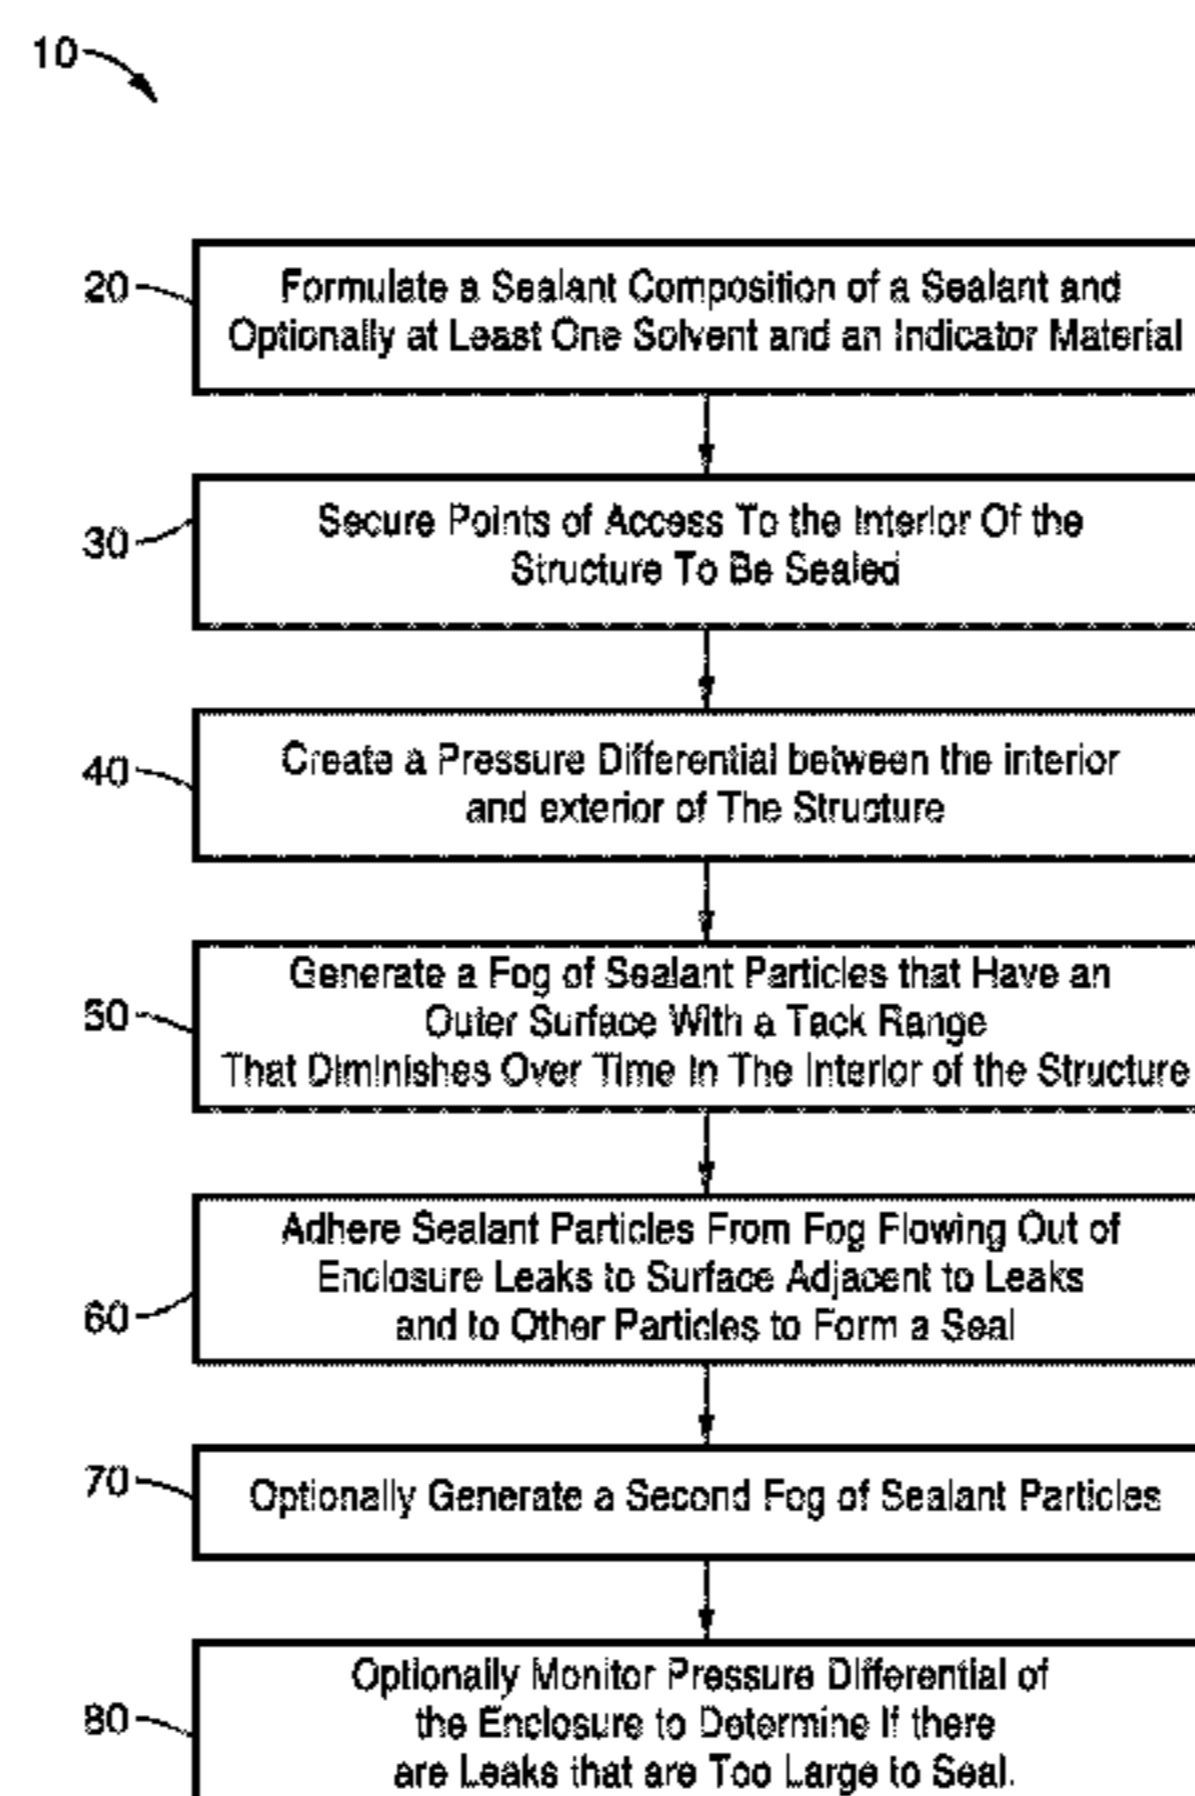 10
20
Formulate a Sealant Composition of a Sealant and
Optionally at Least One Solvent and an Indicator Material
30
Secure Points of Access To the Interior Of the
Structure To Be Sealed
40
Create a Pressure Differential between the interior
and exterior of The Structure
50
Generate a Fog of Sealant Particles that Have an
Outer Surface With a Tack Range
That Diminishes Over Time In The Interior of the Structure
60
Adhere Sealant Particles From Fog Flowing Out of
Enclosure Leaks to Surface Adjacent to Leaks
and to Other Particles to Form a Seal
70
Optionally Generate a Second Fog of Sealant Particles
80
Optionally Monitor Pressure Differential of
the Enclosure to Determine If there
are Leaks that are Too Large to Seal.